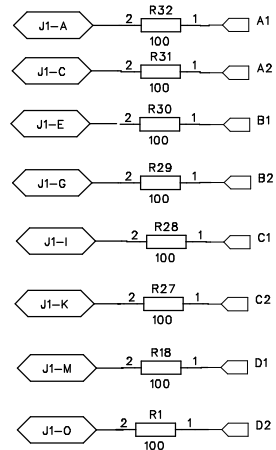 R32
J1-A 2 1 A1
100
R31
J1-C 2 1 A2
100
R30
J1-E 2 1 B1
100
R29
J1-G 2 1 B2
100
R28
J1-I 2 1 C1
100
R27
J1-K 2 1 C2
100
R18
J1-M 2 1 D1
100
R1
J1-O 2 1 D2
100